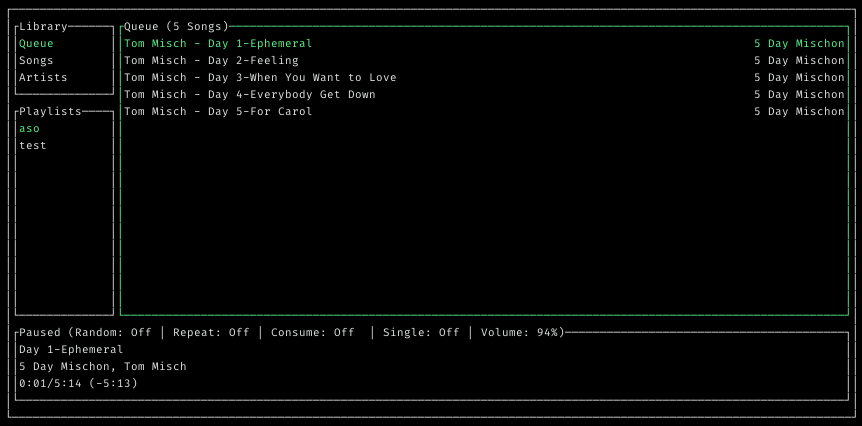 Library
Queue
Songs
Artists
Playlists
aso
test
Queue (5 Songs)
Tom Misch - Day 1-Ephemeral 5 Day Mischon
Tom Misch - Day 2-Feeling 5 Day Mischon
Tom Misch - Day 3-When You Want to Love 5 Day Mischon
Tom Misch - Day 4-Everybody Get Down 5 Day Mischon
Tom Misch - Day 5-For Carol 5 Day Mischon
Paused (Random: Off | Repeat: Off | Consume: Off | Single: Off | Volume: 94%)
Day 1-Ephemeral
5 Day Mischon, Tom Misch
0:01/5:14 (-5:13)